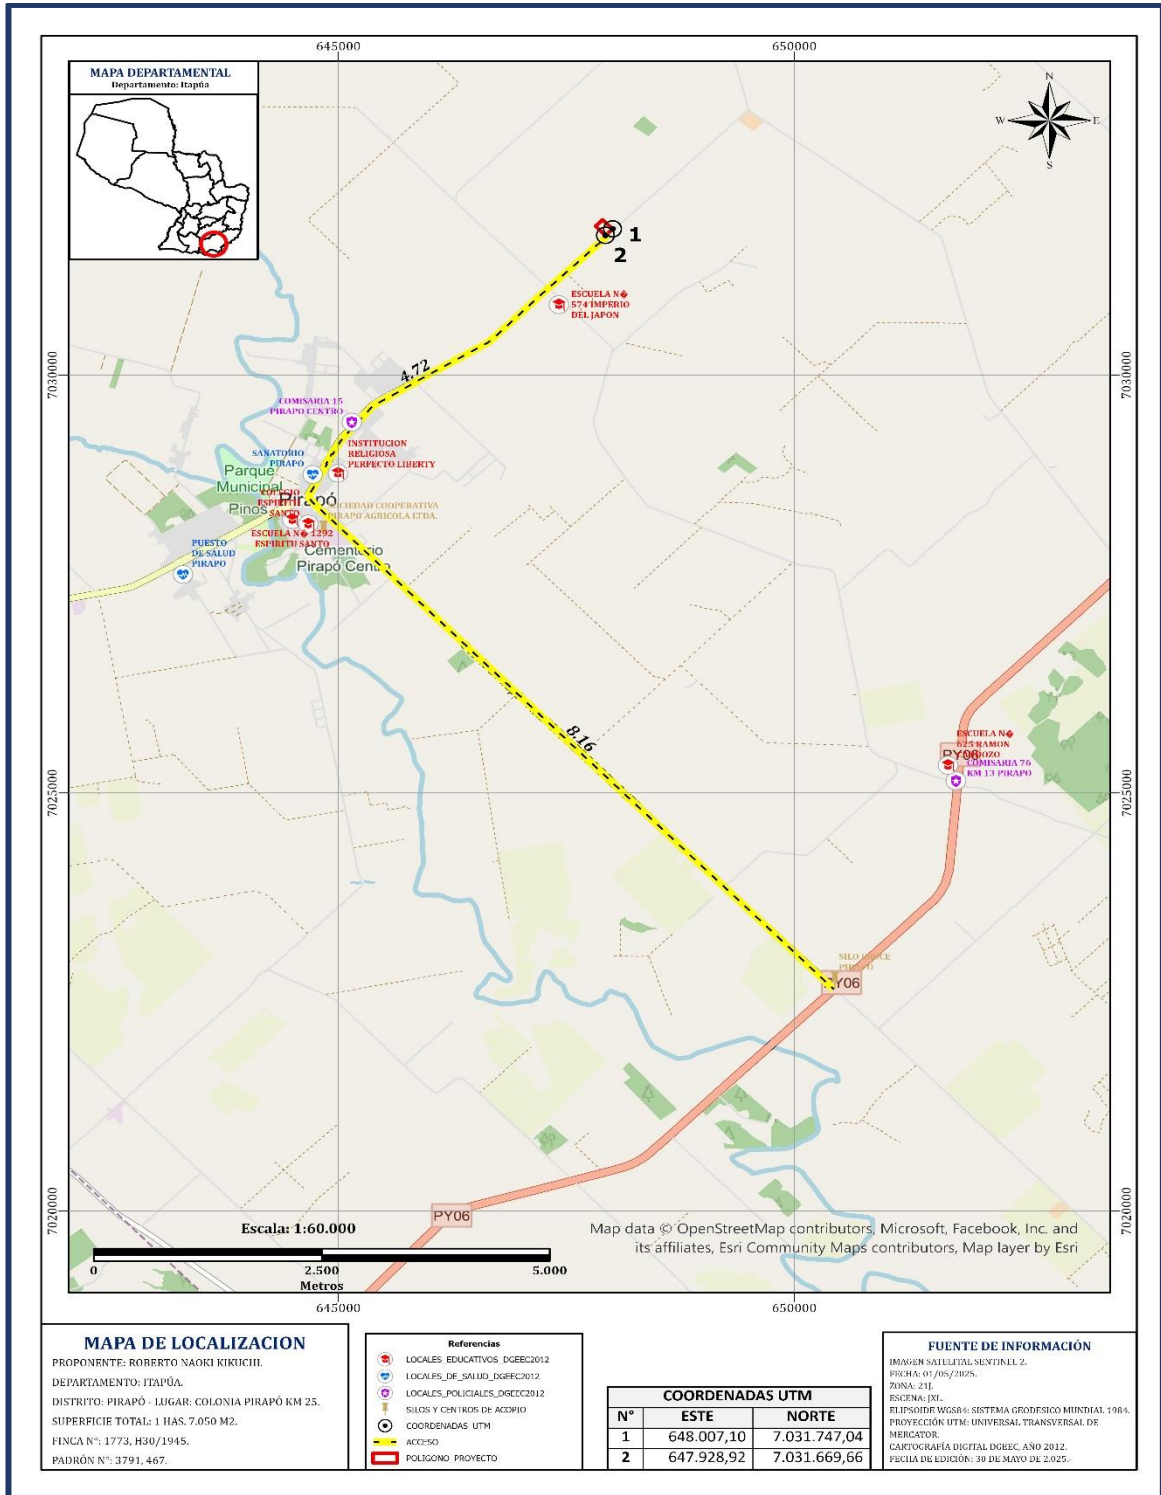 645000
650000
MAPA DEPARTAMENTAL
Departamento: Itapúa
N
W
E
S
1
2
ESCUELA N�
574 IMPERIO
DEL JAPON
7030000
7030000
4.72
COMISARIA 15
PIRAPO CENTRO
INSTITUCION
RELIGIOSA
PERFECTO LIBERTY
SANATORIO
PIRAPO
Parque
Municipal
Pinos
Pirapó
COLEGIO
ESPIRITU
SANTO
SOCIEDAD COOPERATIVA
PIRAPO AGRICOLA LTDA.
ESCUELA N� 1292
ESPIRITU SANTO
PUESTO
DE SALUD
PIRAPO
Cementerio
Pirapó Centro
8.16
ESCUELA N�
625 RAMON
PY06
COMISARIA 76
KM 13 PIRAPO
7025000
7025000
SILO CRUCE
PIRAPO
PY06
7020000
7020000
PY06
Escala: 1:60.000
0
2.500
5.000
Metros
Map data © OpenStreetMap contributors, Microsoft, Facebook, Inc. and
its affiliates, Esri Community Maps contributors, Map layer by Esri
645000
650000
MAPA DE LOCALIZACION
PROPONENTE: ROBERTO NAOKI KIKUCHI.
DEPARTAMENTO: ITAPÚA.
DISTRITO: PIRAPÓ - LUGAR: COLONIA PIRAPÓ KM 25.
SUPERFICIE TOTAL: 1 HAS. 7.050 M2.
FINCA N°: 1773, H30/1945.
PADRÓN N°: 3791, 467.
Referencias
LOCALES_EDUCATIVOS_DGEEC2012
LOCALES_DE_SALUD_DGEEC2012
LOCALES_POLICIALES_DGEEC2012
SILOS Y CENTROS DE ACOPIO
COORDENADAS UTM
ACCESO
POLIGONO PROYECTO
COORDENADAS UTM
N° ESTE NORTE
1 648.007,10 7.031.747,04
2 647.928,92 7.031.669,66
FUENTE DE INFORMACIÓN
IMAGEN SATELITAL SENTINEL 2.
FECHA: 01/05/2025.
ZONA: 21J.
ESCENA: JXL.
ELIPSOIDE WGS84: SISTEMA GEODESICO MUNDIAL 1984.
PROYECCIÓN UTM: UNIVERSAL TRANSVERSAL DE
MERCATOR.
CARTOGRAFÍA DIGITAL DGEEC, AÑO 2012.
FECHA DE EDICIÓN: 30 DE MAYO DE 2.025.-